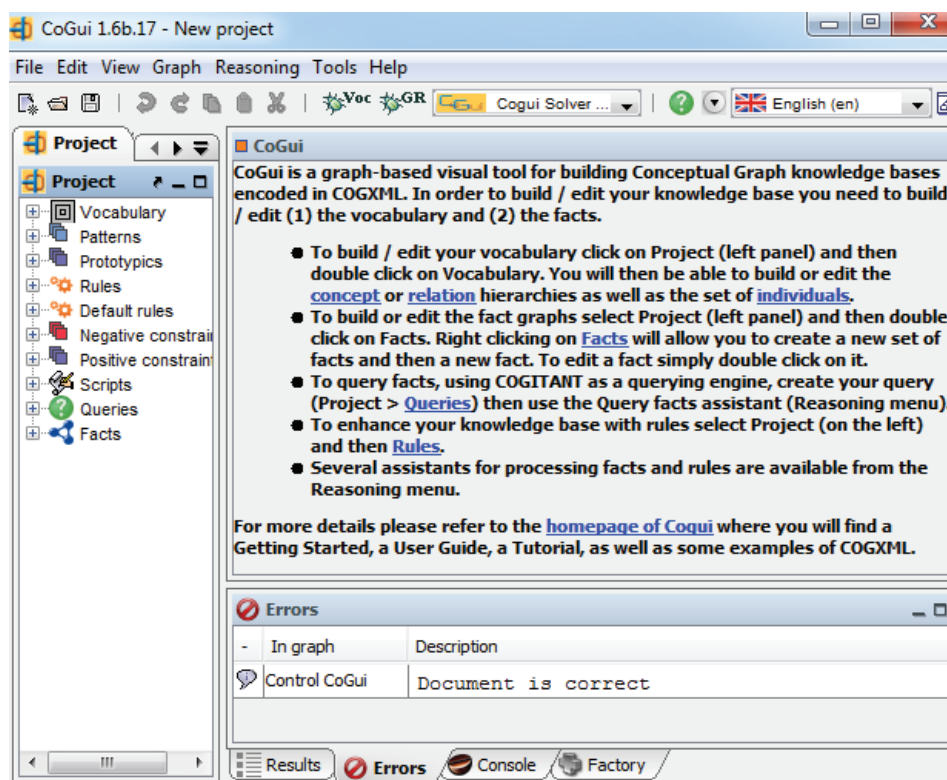 CoGui 1.6b.17 - New project
File Edit View Graph Reasoning Tools Help
Voc GR CGui Cogui Solver ... English (en)
Project
Project
Vocabulary
Patterns
Prototypics
Rules
Default rules
Negative constrai
Positive constrain
Scripts
Queries
Facts
CoGui
CoGui is a graph-based visual tool for building Conceptual Graph knowledge bases
encoded in COGXML. In order to build / edit your knowledge base you need to build
/ edit (1) the vocabulary and (2) the facts.
To build / edit your vocabulary click on Project (left panel) and then
double click on Vocabulary. You will then be able to build or edit the
concept or relation hierarchies as well as the set of individuals.
To build or edit the fact graphs select Project (left panel) and then double
click on Facts. Right clicking on Facts will allow you to create a new set of
facts and then a new fact. To edit a fact simply double click on it.
To query facts, using COGITANT as a querying engine, create your query
(Project > Queries) then use the Query facts assistant (Reasoning menu).
To enhance your knowledge base with rules select Project (on the left)
and then Rules.
Several assistants for processing facts and rules are available from the
Reasoning menu.
For more details please refer to the homepage of Cogui where you will find a
Getting Started, a User Guide, a Tutorial, as well as some examples of COGXML.
Errors
- In graph Description
Control CoGui Document is correct
Results Errors Console Factory